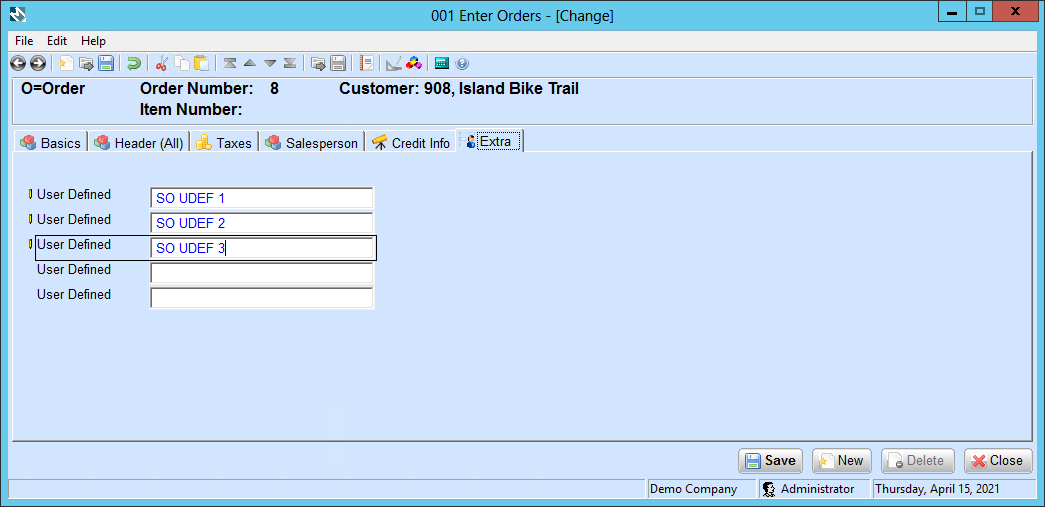 001 Enter Orders - [Change]
x
File Edit Help
O=Order Order Number: 8 Customer: 908, Island Bike Trail
Item Number:
Basics Header (All) Taxes Salesperson Credit Info Extra
User Defined SO UDEF 1
User Defined SO UDEF 2
User Defined SO UDEF 3
User Defined
User Defined
Save New Delete Close
Demo Company Administrator Thursday, April 15, 2021